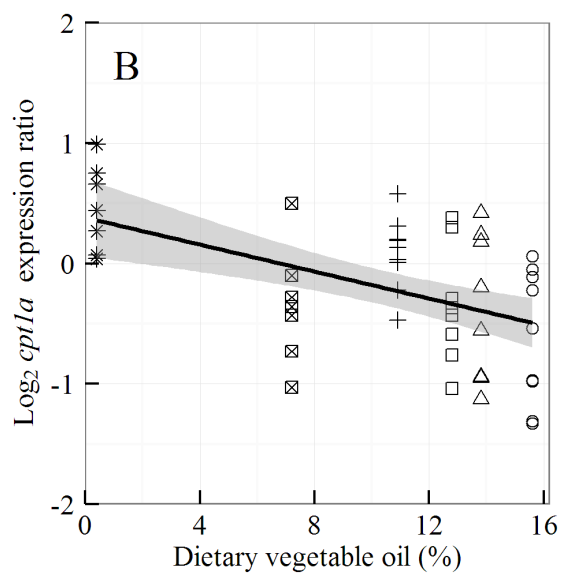 B
2
1
0
-1
-2
Log₂ cpt1a expression ratio
0 4 8 12 16
Dietary vegetable oil (%)